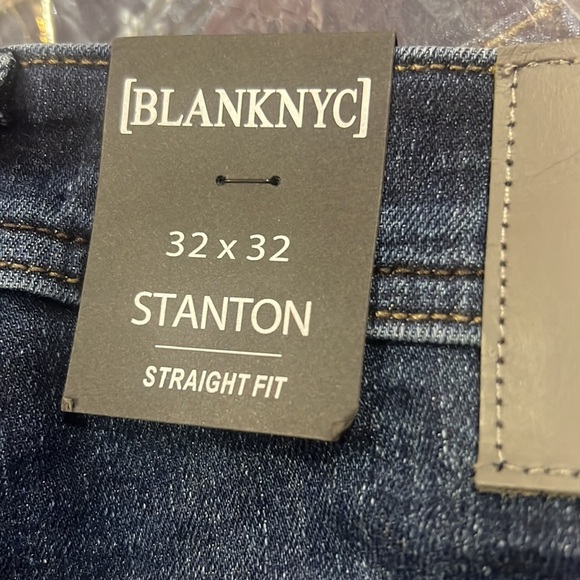 [BLANKNYC]
32 x 32
STANTON
STRAIGHT FIT